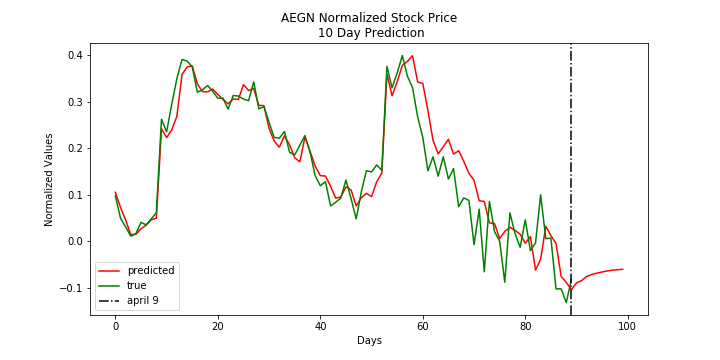 AEGN Normalized Stock Price
10 Day Prediction
Normalized Values
0.4
0.3
0.2
0.1
0.0
−0.1
predicted
true
april 9
0
20
40
60
80
100
Days